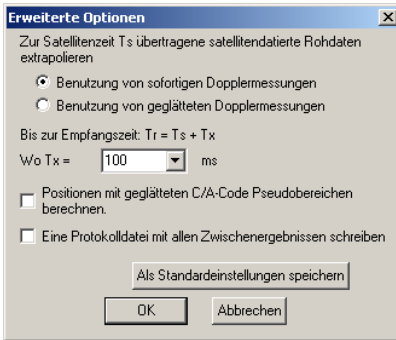 Erweiterte Optionen
Zur Satellitenzeit Ts übertragene satellitendatierte Rohdaten
extrapolieren
Benutzung von sofortigen Dopplermessungen
Benutzung von geglätteten Dopplermessungen
Bis zur Empfangszeit: Tr = Ts + Tx
Wo Tx = 100 ms
Positionen mit geglätteten C/A-Code Pseudobereichen
berechnen.
Eine Protokolldatei mit allen Zwischenergebnissen schreiben
Als Standardeinstellungen speichern
OK Abbrechen